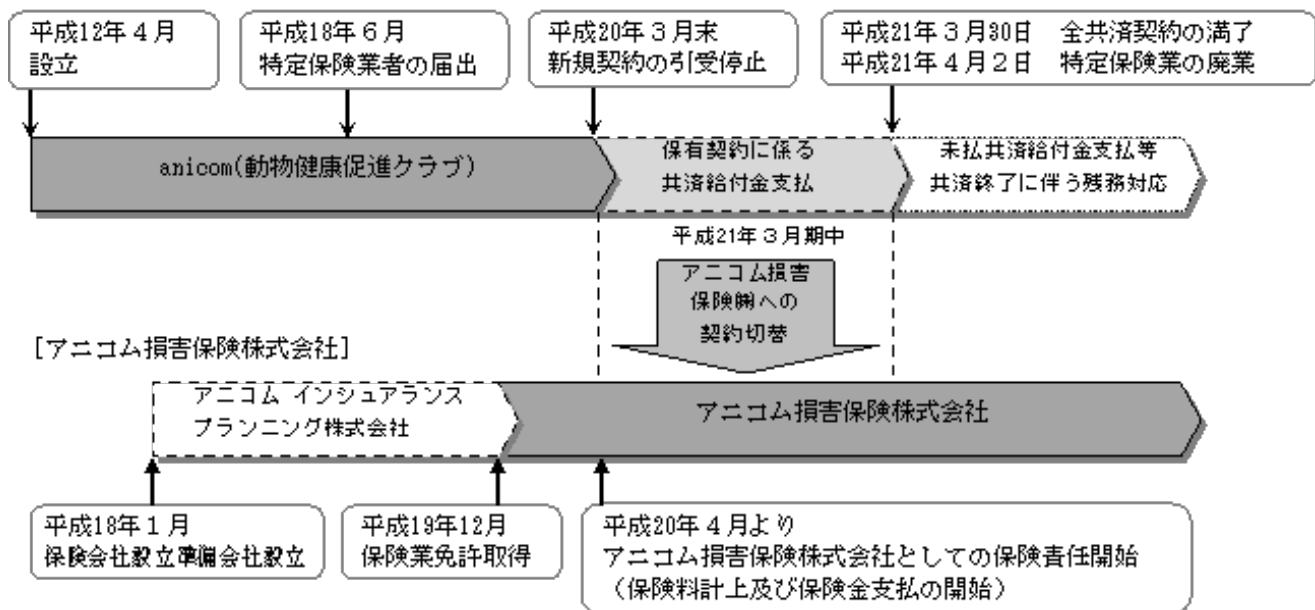 平成12年４月
設立
平成18年６月
特定保険業者の届出
平成20年３月末
新規契約の引受停止
平成21年３月30日　金共済契約の満了
平成21年４月２日　特定保険業の廃業
anicom(動物健康促進クラブ)
保有契約に係る
共済給付金支払
未払共済給付金支払等
共済終了に伴う残務対応
平成21年３月期中
アニコム損害
保険㈱への
契約切替
[アニコム損害保険株式会社]
アニコム インシュアランス
プランニング株式会社
アニコム損害保険株式会社
平成18年１月
保険会社設立準備会社設立
平成19年12月
保険業免許取得
平成20年４月より
アニコム損害保険株式会社としての保険責任開始
（保険料計上及び保険金支払の開始）